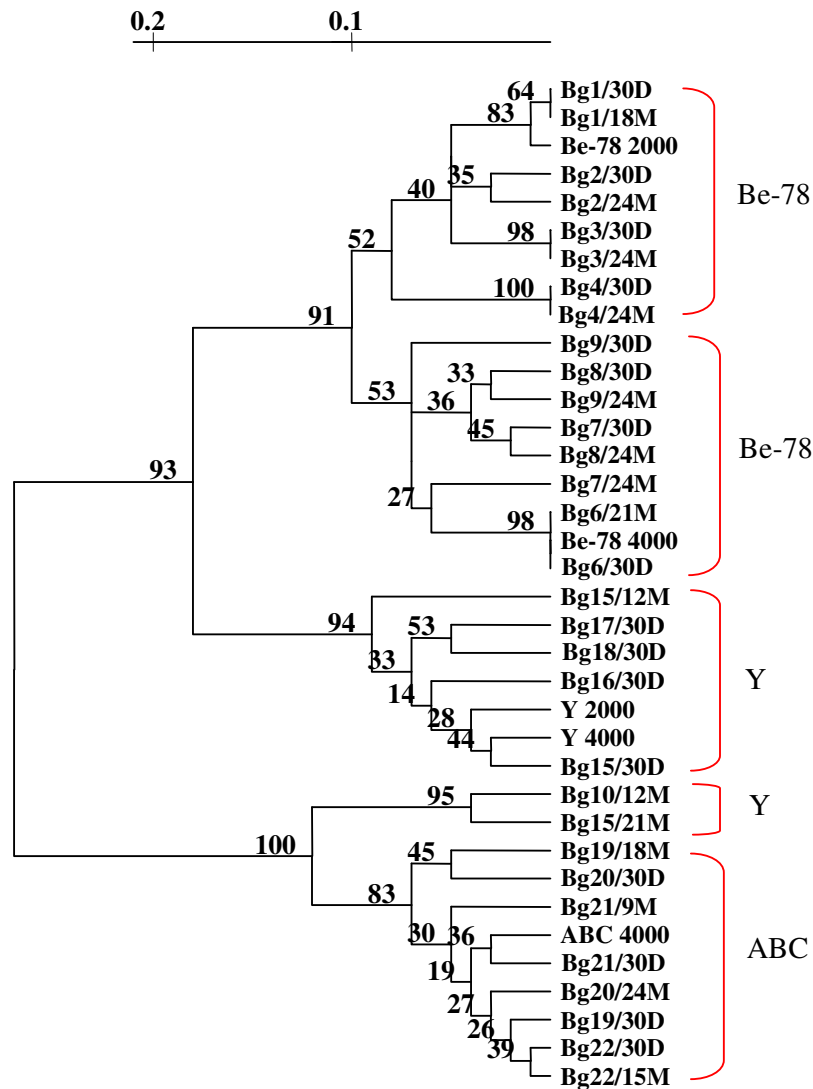 0.2 0.1
64 Bg1/30D
83 Bg1/18M
Be-78 2000
35 Bg2/30D
40 Bg2/24M
Be-78
98 Bg3/30D
52 Bg3/24M
100 Bg4/30D
91 Bg4/24M
Bg9/30D
33 Bg8/30D
53 36 Bg9/24M
45 Bg7/30D
Be-78
93 Bg8/24M
27 Bg7/24M
98 Bg6/21M
Be-78 4000
Bg6/30D
Bg15/12M
94 53 Bg17/30D
33 Bg18/30D
14 Bg16/30D
Y
28 Y 2000
44 Y 4000
Bg15/30D
95 Bg10/12M
Y
Bg15/21M
100 45 Bg19/18M
83 Bg20/30D
30 36 Bg21/9M
ABC 4000
ABC
19 Bg21/30D
27 Bg20/24M
26 Bg19/30D
39 Bg22/30D
Bg22/15M